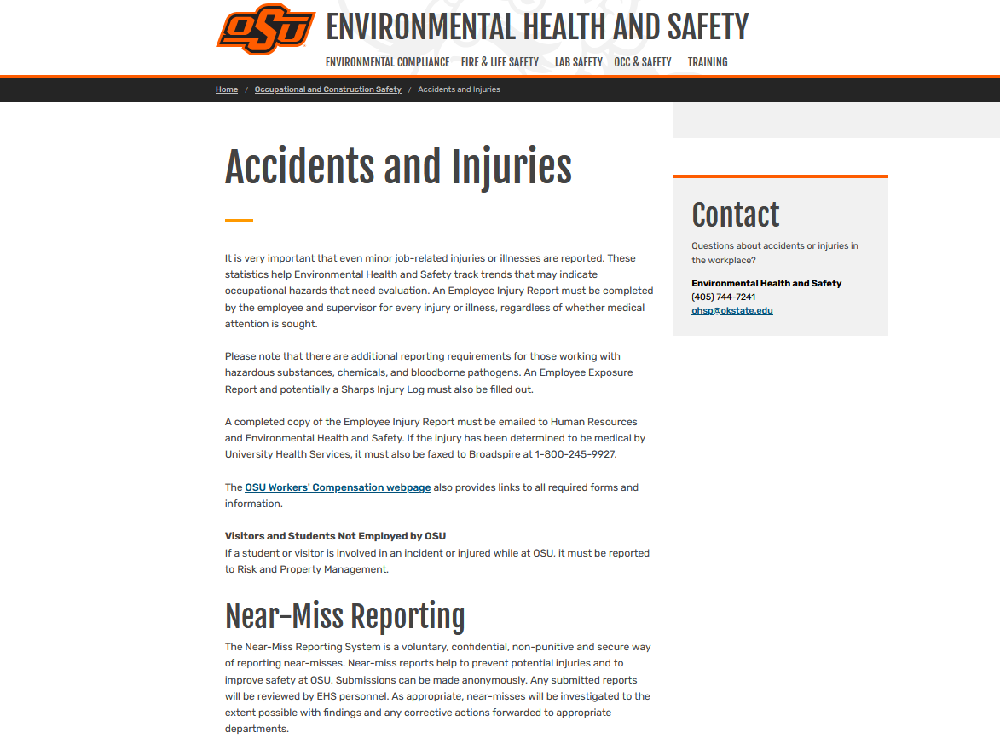 OSU
ENVIRONMENTAL HEALTH AND SAFETY
ENVIRONMENTAL COMPLIANCE FIRE & LIFE SAFETY LAB SAFETY OCC & SAFETY TRAINING
Home / Occupational and Construction Safety / Accidents and Injuries
Accidents and Injuries
It is very important that even minor job-related injuries or illnesses are reported. These
statistics help Environmental Health and Safety track trends that may indicate
occupational hazards that need evaluation. An Employee Injury Report must be completed
by the employee and supervisor for every injury or illness, regardless of whether medical
attention is sought.
Please note that there are additional reporting requirements for those working with
hazardous substances, chemicals, and bloodborne pathogens. An Employee Exposure
Report and potentially a Sharps Injury Log must also be filled out.
A completed copy of the Employee Injury Report must be emailed to Human Resources
and Environmental Health and Safety. If the injury has been determined to be medical by
University Health Services, it must also be faxed to Broadspire at 1-800-245-9927.
The OSU Workers' Compensation webpage also provides links to all required forms and
information.
Visitors and Students Not Employed by OSU
If a student or visitor is involved in an incident or injured while at OSU, it must be reported
to Risk and Property Management.
Near-Miss Reporting
The Near-Miss Reporting System is a voluntary, confidential, non-punitive and secure way
of reporting near-misses. Near-miss reports help to prevent potential injuries and to
improve safety at OSU. Submissions can be made anonymously. Any submitted reports
will be reviewed by EHS personnel. As appropriate, near-misses will be investigated to the
extent possible with findings and any corrective actions forwarded to appropriate
departments.
Contact
Questions about accidents or injuries in
the workplace?
Environmental Health and Safety
(405) 744-7241
ohsp@okstate.edu